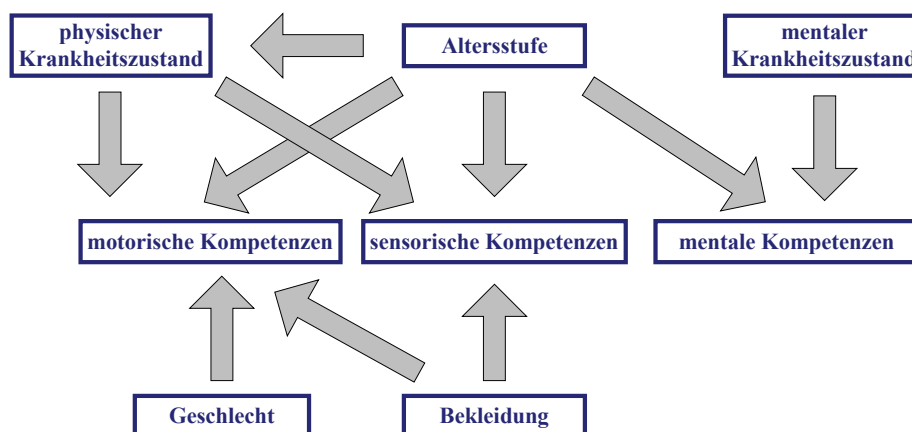 physischer
Krankheitszustand
Altersstufe
mentaler
Krankheitszustand
motorische Kompetenzen
sensorische Kompetenzen
mentale Kompetenzen
Geschlecht
Bekleidung